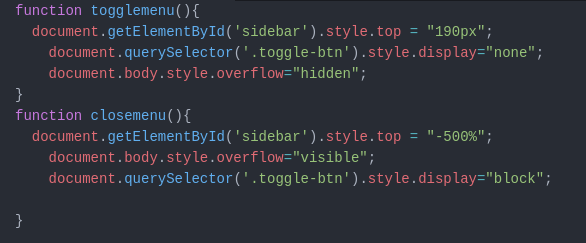 function togglemenu(){
  document.getElementById('sidebar').style.top = "190px";
    document.querySelector('.toggle-btn').style.display="none";
    document.body.style.overflow="hidden";
}
function closemenu(){
  document.getElementById('sidebar').style.top = "-500%";
    document.body.style.overflow="visible";
    document.querySelector('.toggle-btn').style.display="block";

}